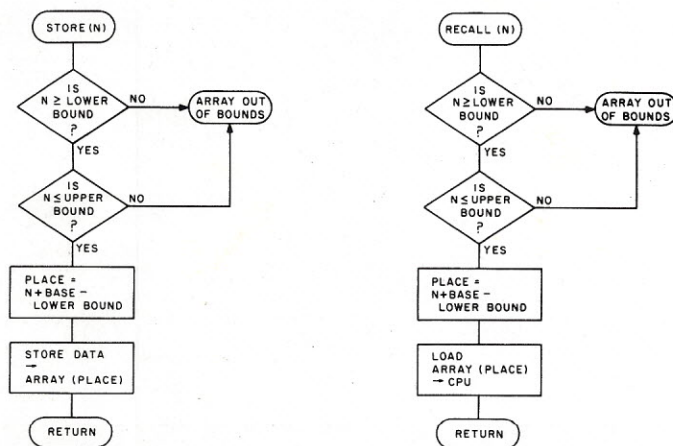 STORE (N)
IS
N ≥ LOWER
BOUND
?
NO
ARRAY OUT
OF BOUNDS
YES
IS
N ≤ UPPER
BOUND
?
NO
YES
PLACE =
N+BASE –
LOWER BOUND
STORE DATA
→
ARRAY (PLACE)
RETURN
RECALL (N)
IS
N ≥ LOWER
BOUND
?
NO
ARRAY OUT
OF BOUNDS
YES
IS
N ≤ UPPER
BOUND
?
NO
YES
PLACE =
N+BASE –
LOWER BOUND
LOAD
ARRAY (PLACE)
→ CPU
RETURN